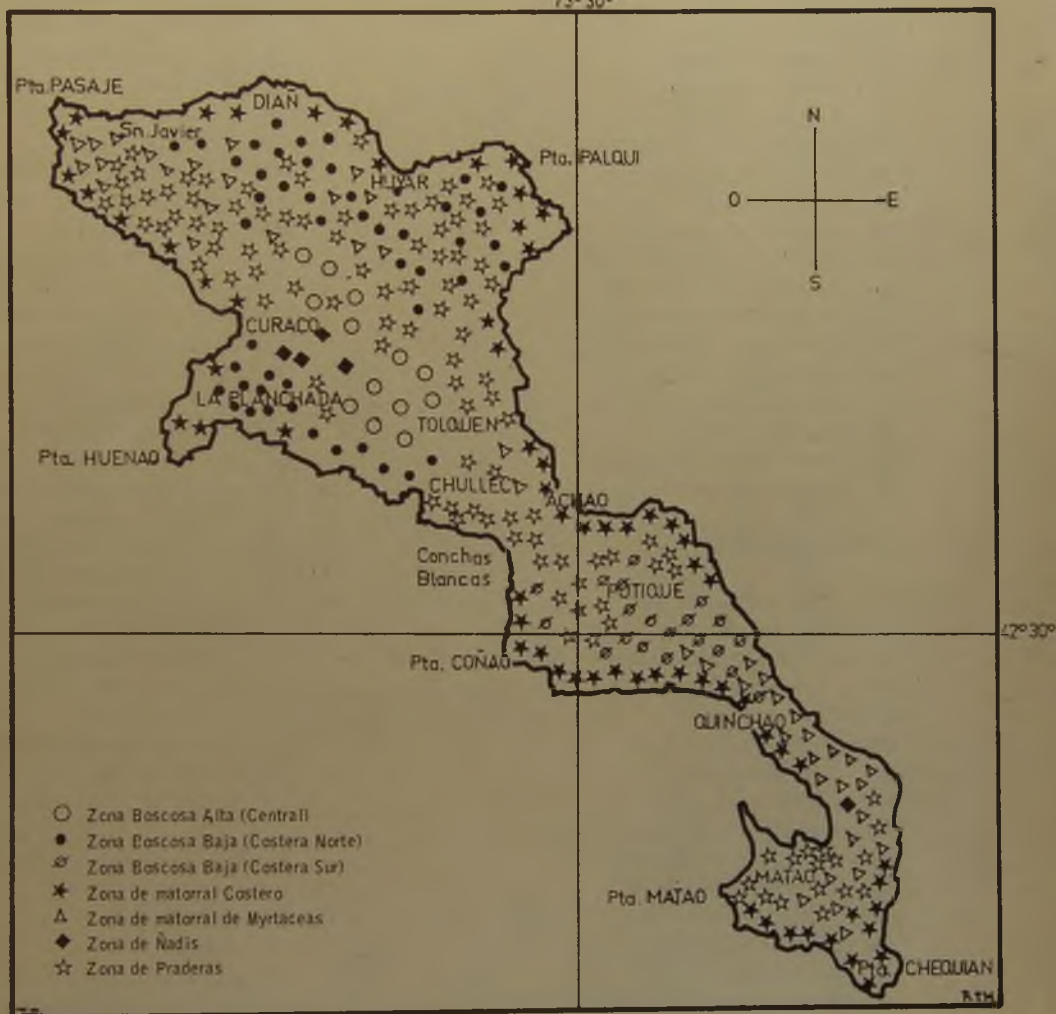 73°30°
Pta. PASAJE
DIAÑ
Sn. Javier
Pta. PALQUI
HUYAR
N
O
E
S
CURACO
LA PLANCHADA
TOLQUEN
Pta. HUENAO
CHULLEC
ACHAO
Conchas
Blancas
PUTIQUE
42°30°
Pta. COÑAO
QUINCHAO
Zona Boscosa Alta (Central)
Zona Boscosa Baja (Costera Norte)
Zona Boscosa Baja (Costera Sur)
Zona de matorral Costero
Zona de matorral de Myrtaceas
Zona de Ñadis
Zona de Praderas
MATAO
Pta. MATAO
Pta. CHEQUIAN